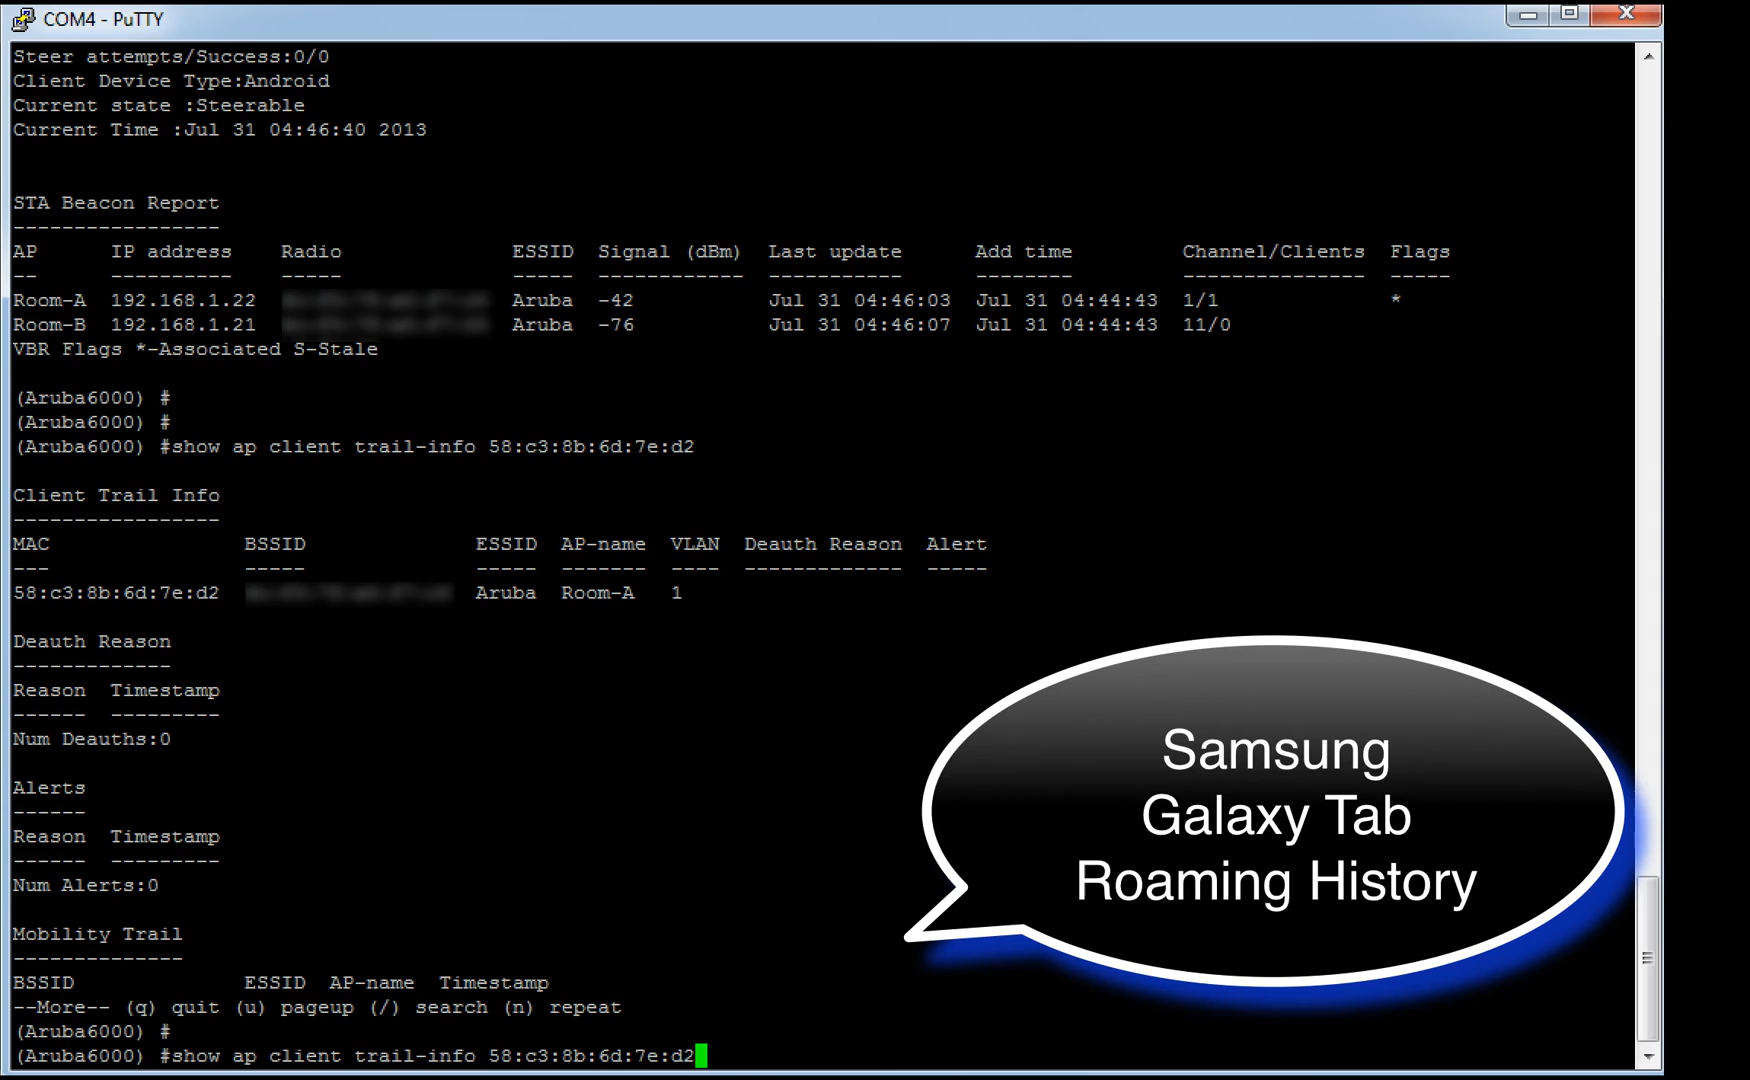 COM4 - PuTTY
Steer attempts/Success:0/0
Client Device Type:Android
Current state :Steerable
Current Time :Jul 31 04:46:40 2013
STA Beacon Report
-----------------
AP IP address Radio ESSID Signal (dBm) Last update Add time Channel/Clients Flags
-- ---------- ----- ----- ------------ ----------- -------- --------------- -----
Room-A 192.168.1.22 Aruba -42 Jul 31 04:46:03 Jul 31 04:44:43 1/1 *
Room-B 192.168.1.21 Aruba -76 Jul 31 04:46:07 Jul 31 04:44:43 11/0
VBR Flags *-Associated S-Stale
(Aruba6000) #
(Aruba6000) #
(Aruba6000) #show ap client trail-info 58:c3:8b:6d:7e:d2
Client Trail Info
-----------------
MAC BSSID ESSID AP-name VLAN Deauth Reason Alert
--- ----- ----- ------- ---- ------------- -----
58:c3:8b:6d:7e:d2 Aruba Room-A 1
Deauth Reason
-------------
Reason Timestamp
------ ---------
Num Deauths:0
Alerts
------
Reason Timestamp
------ ---------
Num Alerts:0
Mobility Trail
--------------
BSSID ESSID AP-name Timestamp
--More-- (q) quit (u) pageup (/) search (n) repeat
(Aruba6000) #
(Aruba6000) #show ap client trail-info 58:c3:8b:6d:7e:d2
Samsung
Galaxy Tab
Roaming History